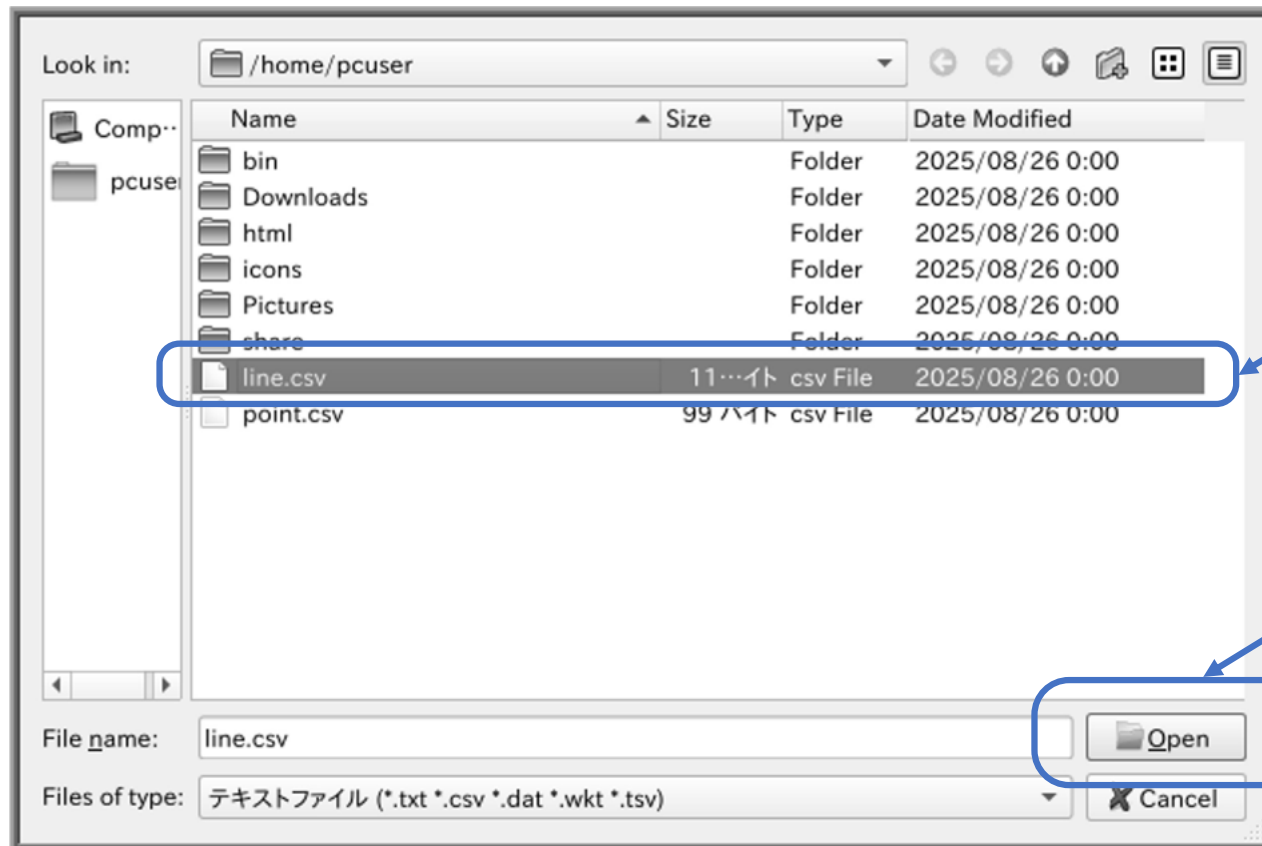 Look in: /home/pcuser
Comp··
pcuse
Name Size Type Date Modified
bin Folder 2025/08/26 0:00
Downloads Folder 2025/08/26 0:00
html Folder 2025/08/26 0:00
icons Folder 2025/08/26 0:00
Pictures Folder 2025/08/26 0:00
share Folder 2025/08/26 0:00
line.csv 11…イト csv File 2025/08/26 0:00
point.csv 99 バイト csv File 2025/08/26 0:00
File name: line.csv Open
Files of type: テキストファイル (*.txt *.csv *.dat *.wkt *.tsv) Cancel